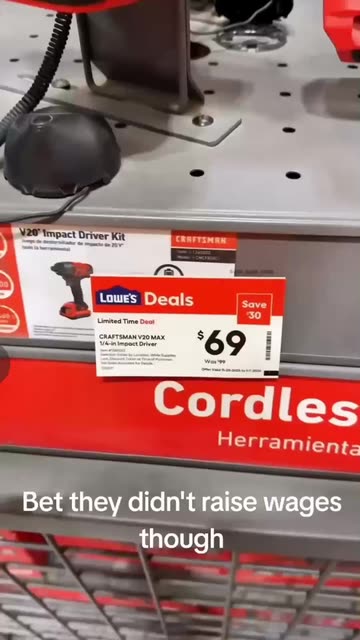 V20* Impact Driver Kit
CRAFTSMAN
LOWE'S Deals
Save
$30
Limited Time Deal
CRAFTSMAN V20 MAX
1/4-in Impact Driver
$69
Was $99
Cordles
Herramienta
Bet they didn't raise wages
though